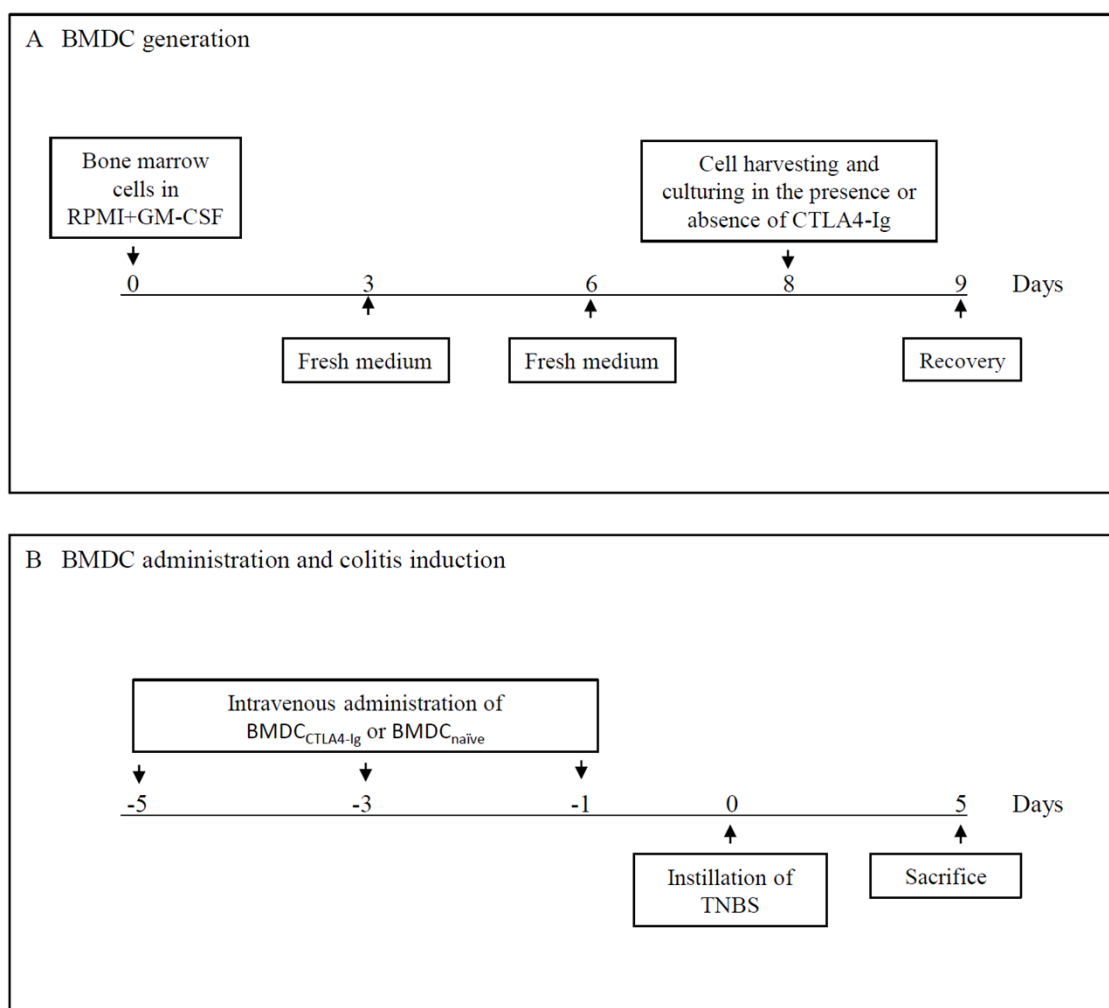 A BMDC generation
Bone marrow
cells in
RPMI+GM-CSF
Cell harvesting and
culturing in the presence or
absence of CTLA4-Ig
0 3 6 8 9 Days
Fresh medium
Fresh medium
Recovery
B BMDC administration and colitis induction
Intravenous administration of
BMDCCTLA4-Ig or BMDCnaïve
-5 -3 -1 0 5 Days
Instillation of
TNBS
Sacrifice